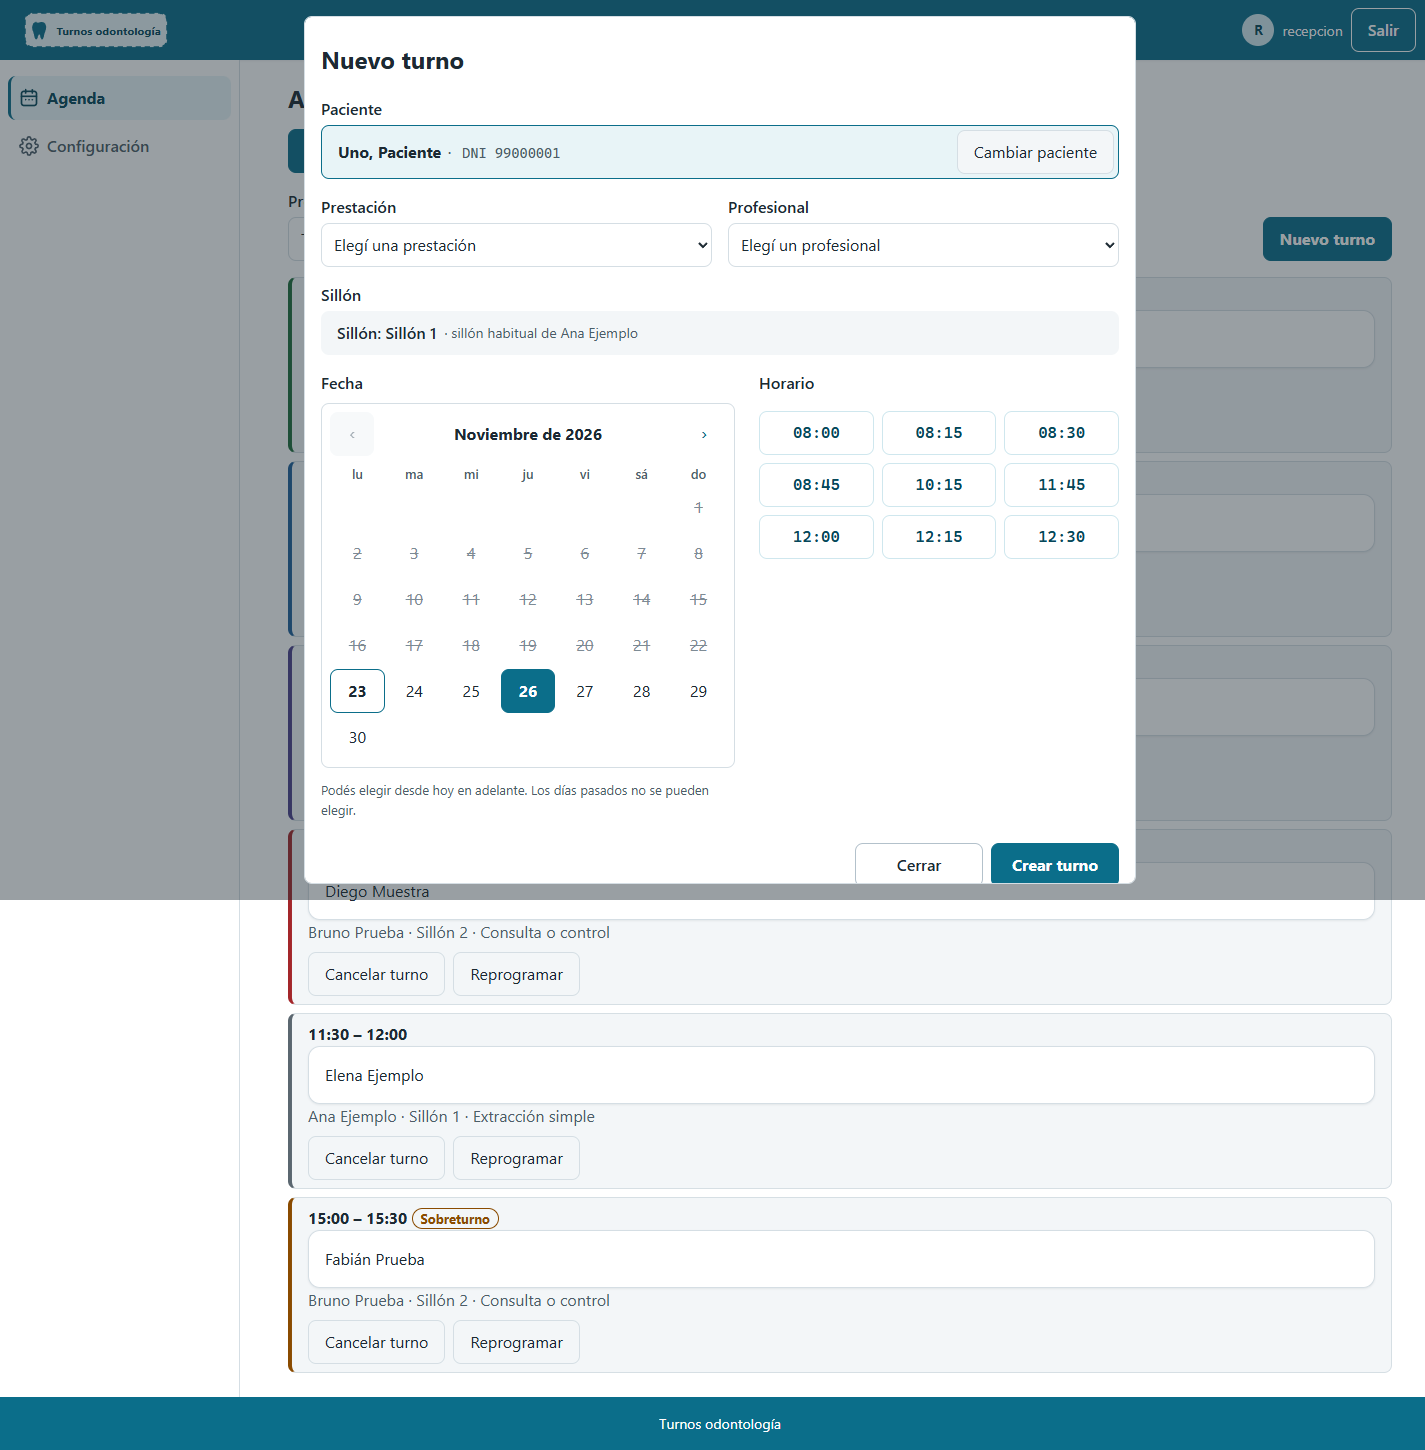 Turnos odontología
R recepcion Salir
Agenda
Configuración
Nuevo turno
Paciente
Uno, Paciente · DNI 99000001 Cambiar paciente
Prestación Profesional
Elegí una prestación Elegí un profesional
Nuevo turno
Sillón
Sillón: Sillón 1 · sillón habitual de Ana Ejemplo
Fecha Horario
‹ Noviembre de 2026 ›
lu ma mi ju vi sá do
1
2 3 4 5 6 7 8
9 10 11 12 13 14 15
16 17 18 19 20 21 22
23 24 25 26 27 28 29
30
08:00 08:15 08:30
08:45 10:15 11:45
12:00 12:15 12:30
Podés elegir desde hoy en adelante. Los días pasados no se pueden
elegir.
Cerrar Crear turno
Diego Muestra
Bruno Prueba · Sillón 2 · Consulta o control
Cancelar turno Reprogramar
11:30 – 12:00
Elena Ejemplo
Ana Ejemplo · Sillón 1 · Extracción simple
Cancelar turno Reprogramar
15:00 – 15:30 Sobreturno
Fabián Prueba
Bruno Prueba · Sillón 2 · Consulta o control
Cancelar turno Reprogramar
Turnos odontología